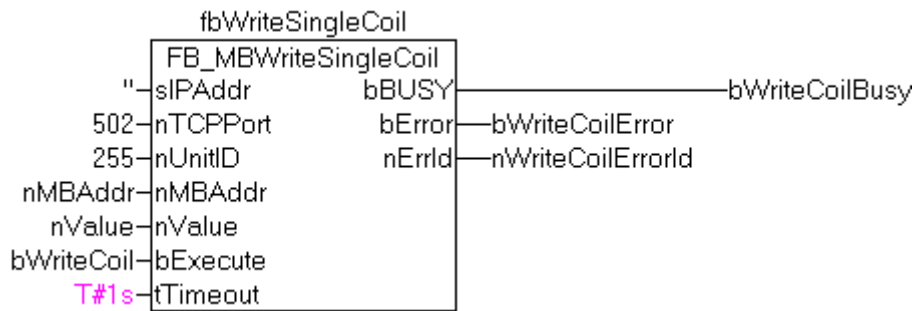 fbWriteSingleCoil
FB_MBWriteSingleCoil
'' sIPAddr bBUSY bWriteCoilBusy
502 nTCPPort bError bWriteCoilError
255 nUnitID nErrId nWriteCoilErrorId
nMBAddr nMBAddr
nValue nValue
bWriteCoil bExecute
T#1s tTimeout